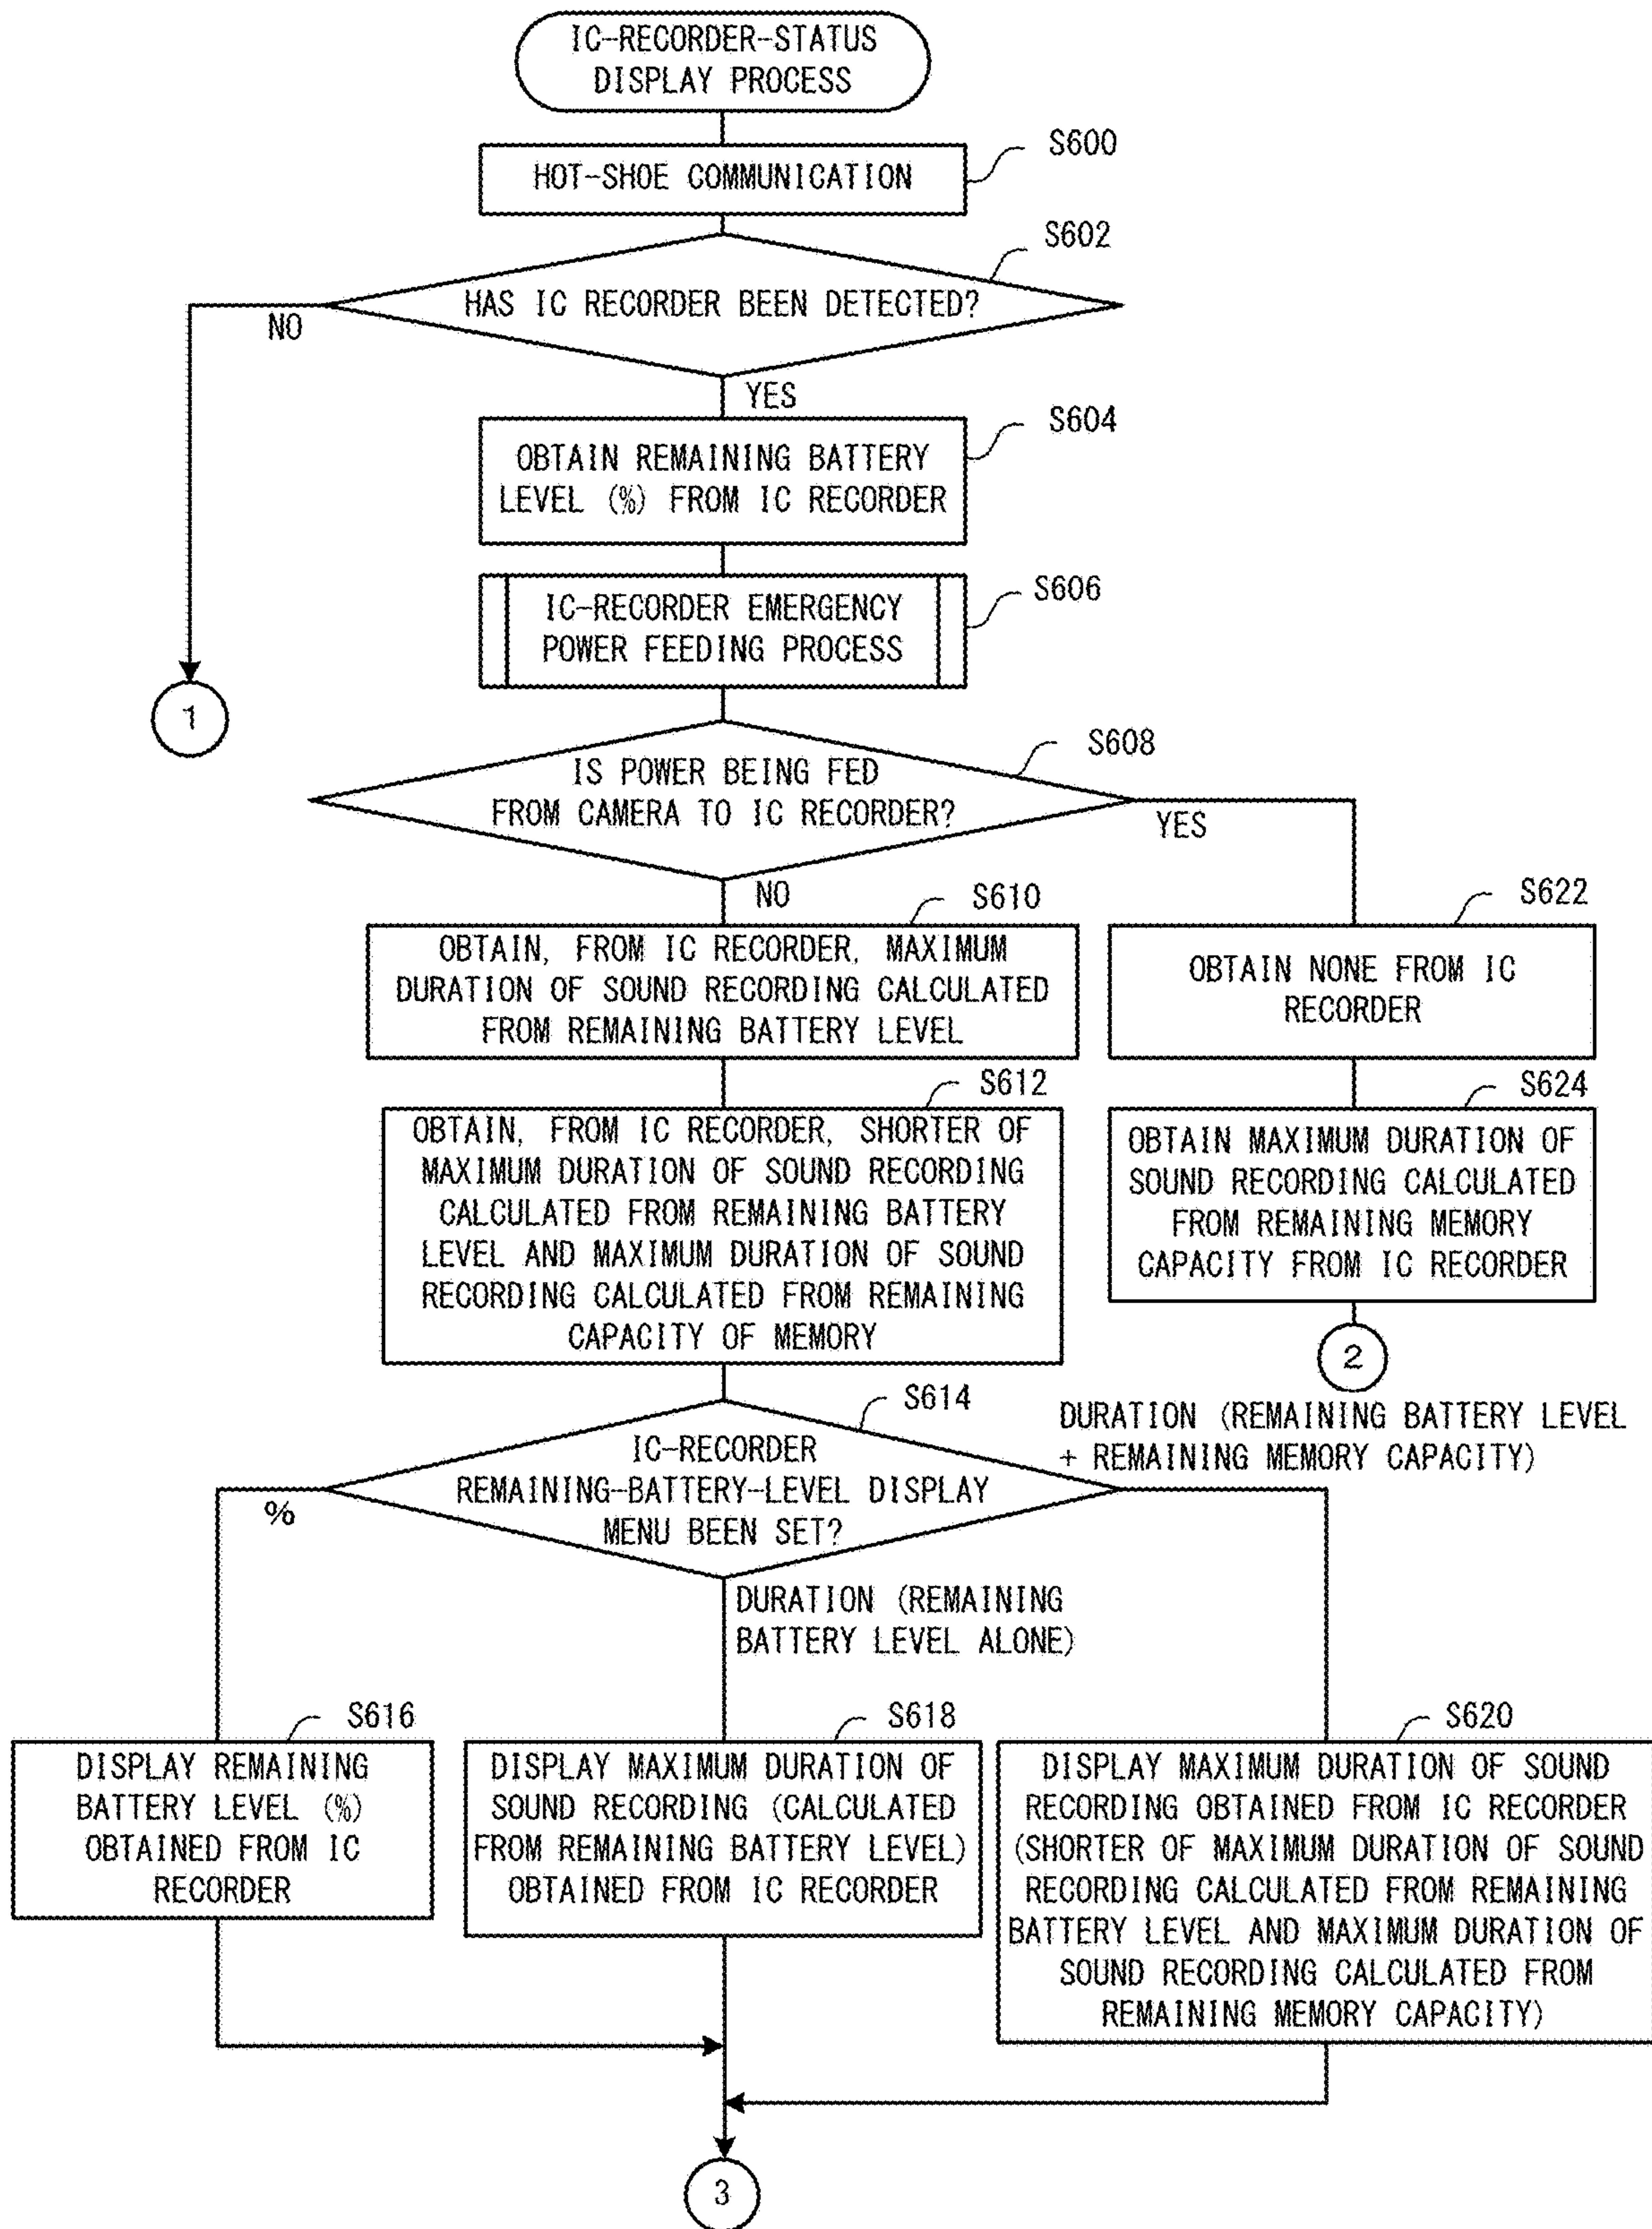 IC-RECORDER-STATUS
DISPLAY PROCESS
S600
HOT-SHOE COMMUNICATION
S602
HAS IC RECORDER BEEN DETECTED?
NO
YES
S604
OBTAIN REMAINING BATTERY
LEVEL (%) FROM IC RECORDER
S606
IC-RECORDER EMERGENCY
POWER FEEDING PROCESS
1
S608
IS POWER BEING FED
FROM CAMERA TO IC RECORDER?
YES
NO
S610
OBTAIN, FROM IC RECORDER, MAXIMUM
DURATION OF SOUND RECORDING CALCULATED
FROM REMAINING BATTERY LEVEL
S622
OBTAIN NONE FROM IC
RECORDER
S612
OBTAIN, FROM IC RECORDER, SHORTER OF
MAXIMUM DURATION OF SOUND RECORDING
CALCULATED FROM REMAINING BATTERY
LEVEL AND MAXIMUM DURATION OF SOUND
RECORDING CALCULATED FROM REMAINING
CAPACITY OF MEMORY
S624
OBTAIN MAXIMUM DURATION OF
SOUND RECORDING CALCULATED
FROM REMAINING MEMORY
CAPACITY FROM IC RECORDER
2
S614
IC-RECORDER
REMAINING-BATTERY-LEVEL DISPLAY
MENU BEEN SET?
DURATION (REMAINING BATTERY LEVEL
+ REMAINING MEMORY CAPACITY)
%
DURATION (REMAINING
BATTERY LEVEL ALONE)
S616
DISPLAY REMAINING
BATTERY LEVEL (%)
OBTAINED FROM IC
RECORDER
S618
DISPLAY MAXIMUM DURATION OF
SOUND RECORDING (CALCULATED
FROM REMAINING BATTERY LEVEL)
OBTAINED FROM IC RECORDER
S620
DISPLAY MAXIMUM DURATION OF SOUND
RECORDING OBTAINED FROM IC RECORDER
(SHORTER OF MAXIMUM DURATION OF SOUND
RECORDING CALCULATED FROM REMAINING
BATTERY LEVEL AND MAXIMUM DURATION OF
SOUND RECORDING CALCULATED FROM
REMAINING MEMORY CAPACITY)
3